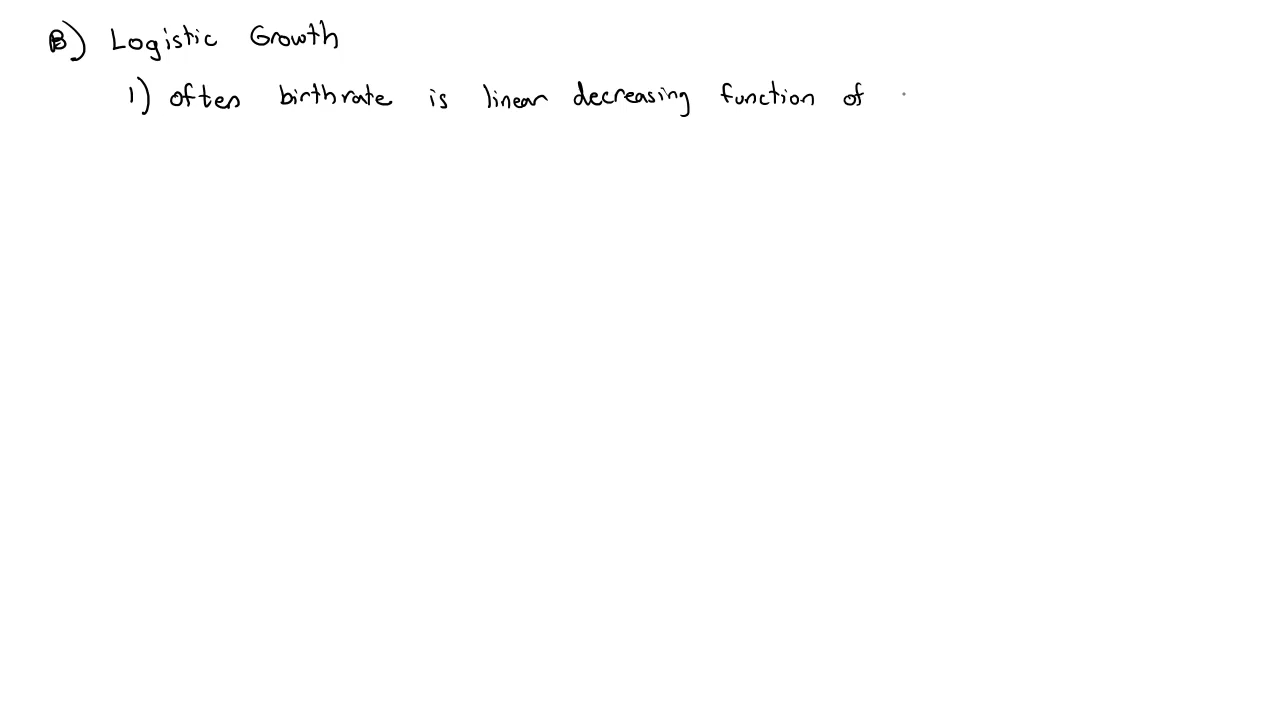 B) Logistic Growth
1) often birthrate is linear decreasing function of